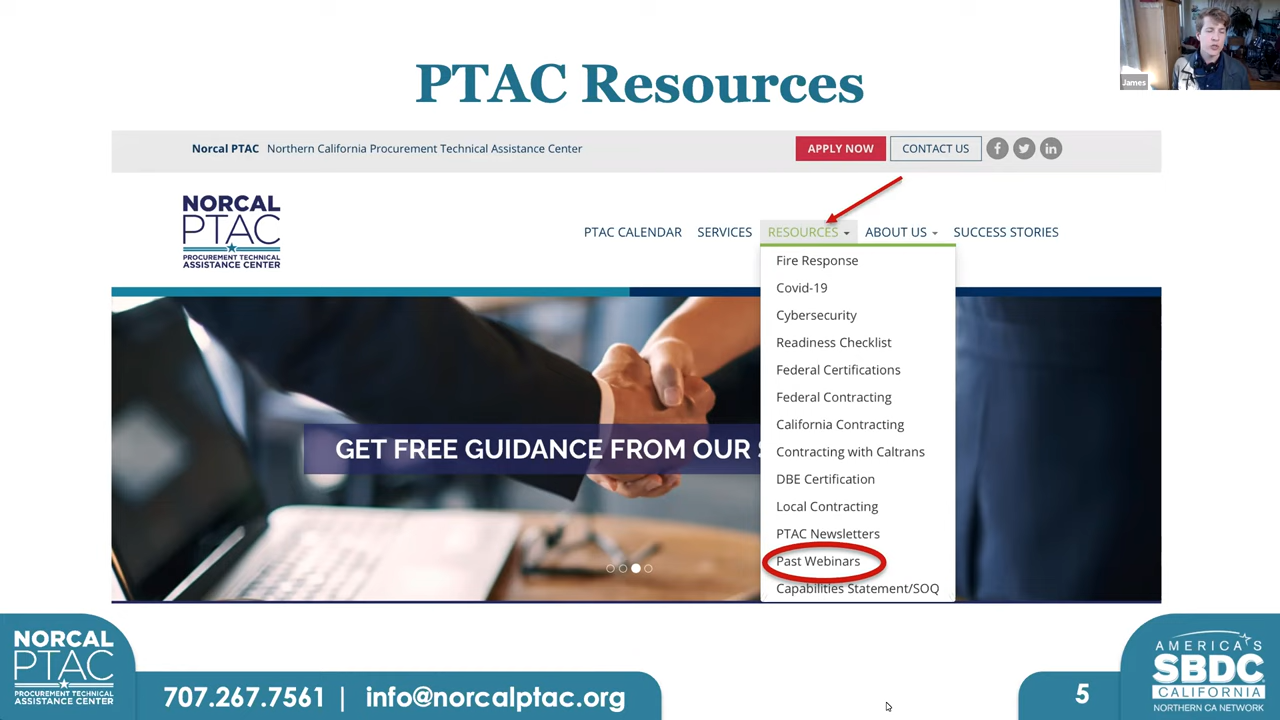 James
PTAC Resources
Norcal PTAC Northern California Procurement Technical Assistance Center
APPLY NOW
CONTACT US
NORCAL
PTAC
PROCUREMENT TECHNICAL
ASSISTANCE CENTER
PTAC CALENDAR SERVICES RESOURCES ABOUT US SUCCESS STORIES
Fire Response
Covid-19
Cybersecurity
Readiness Checklist
Federal Certifications
Federal Contracting
California Contracting
Contracting with Caltrans
DBE Certification
Local Contracting
PTAC Newsletters
Past Webinars
Capabilities Statement/SOQ
GET FREE GUIDANCE FROM OUR
NORCAL
PTAC
PROCUREMENT TECHNICAL
ASSISTANCE CENTER
707.267.7561 | info@norcalptac.org
5
AMERICA'S
SBDC
CALIFORNIA
NORTHERN CA NETWORK